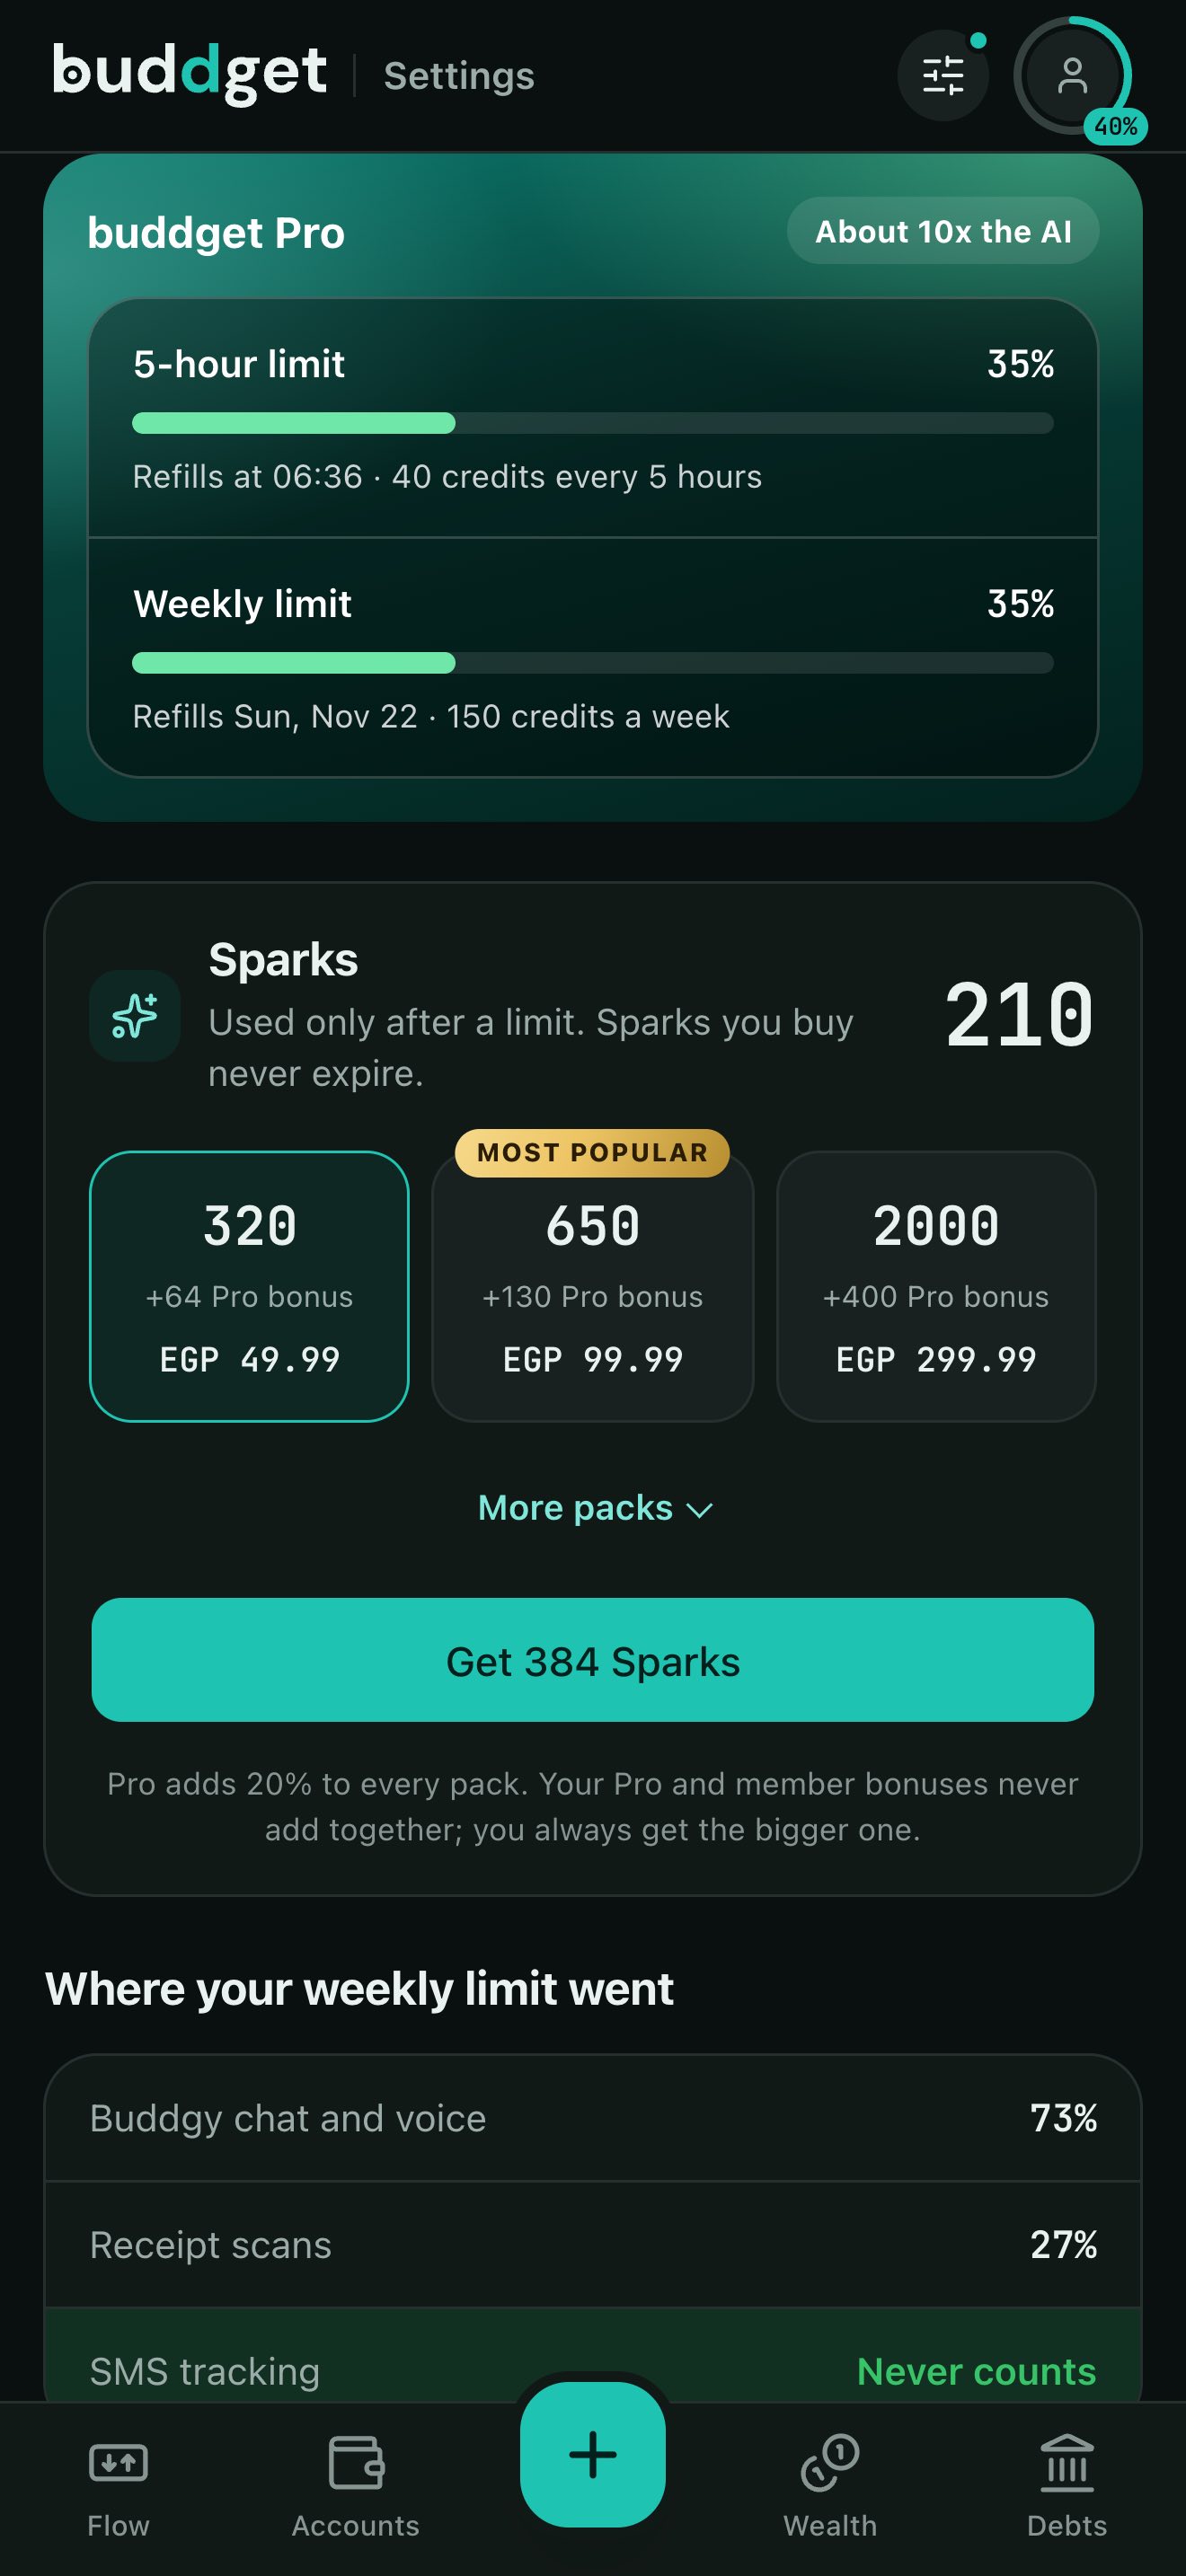 buddget
Settings
40%
buddget Pro
About 10x the AI
5-hour limit
35%
Refills at 06:36 · 40 credits every 5 hours
Weekly limit
35%
Refills Sun, Nov 22 · 150 credits a week
Sparks
Used only after a limit. Sparks you buy
never expire.
210
MOST POPULAR
320
+64 Pro bonus
EGP 49.99
650
+130 Pro bonus
EGP 99.99
2000
+400 Pro bonus
EGP 299.99
More packs
Get 384 Sparks
Pro adds 20% to every pack. Your Pro and member bonuses never
add together; you always get the bigger one.
Where your weekly limit went
Buddgy chat and voice
73%
Receipt scans
27%
SMS tracking
Never counts
Flow
Accounts
Wealth
Debts